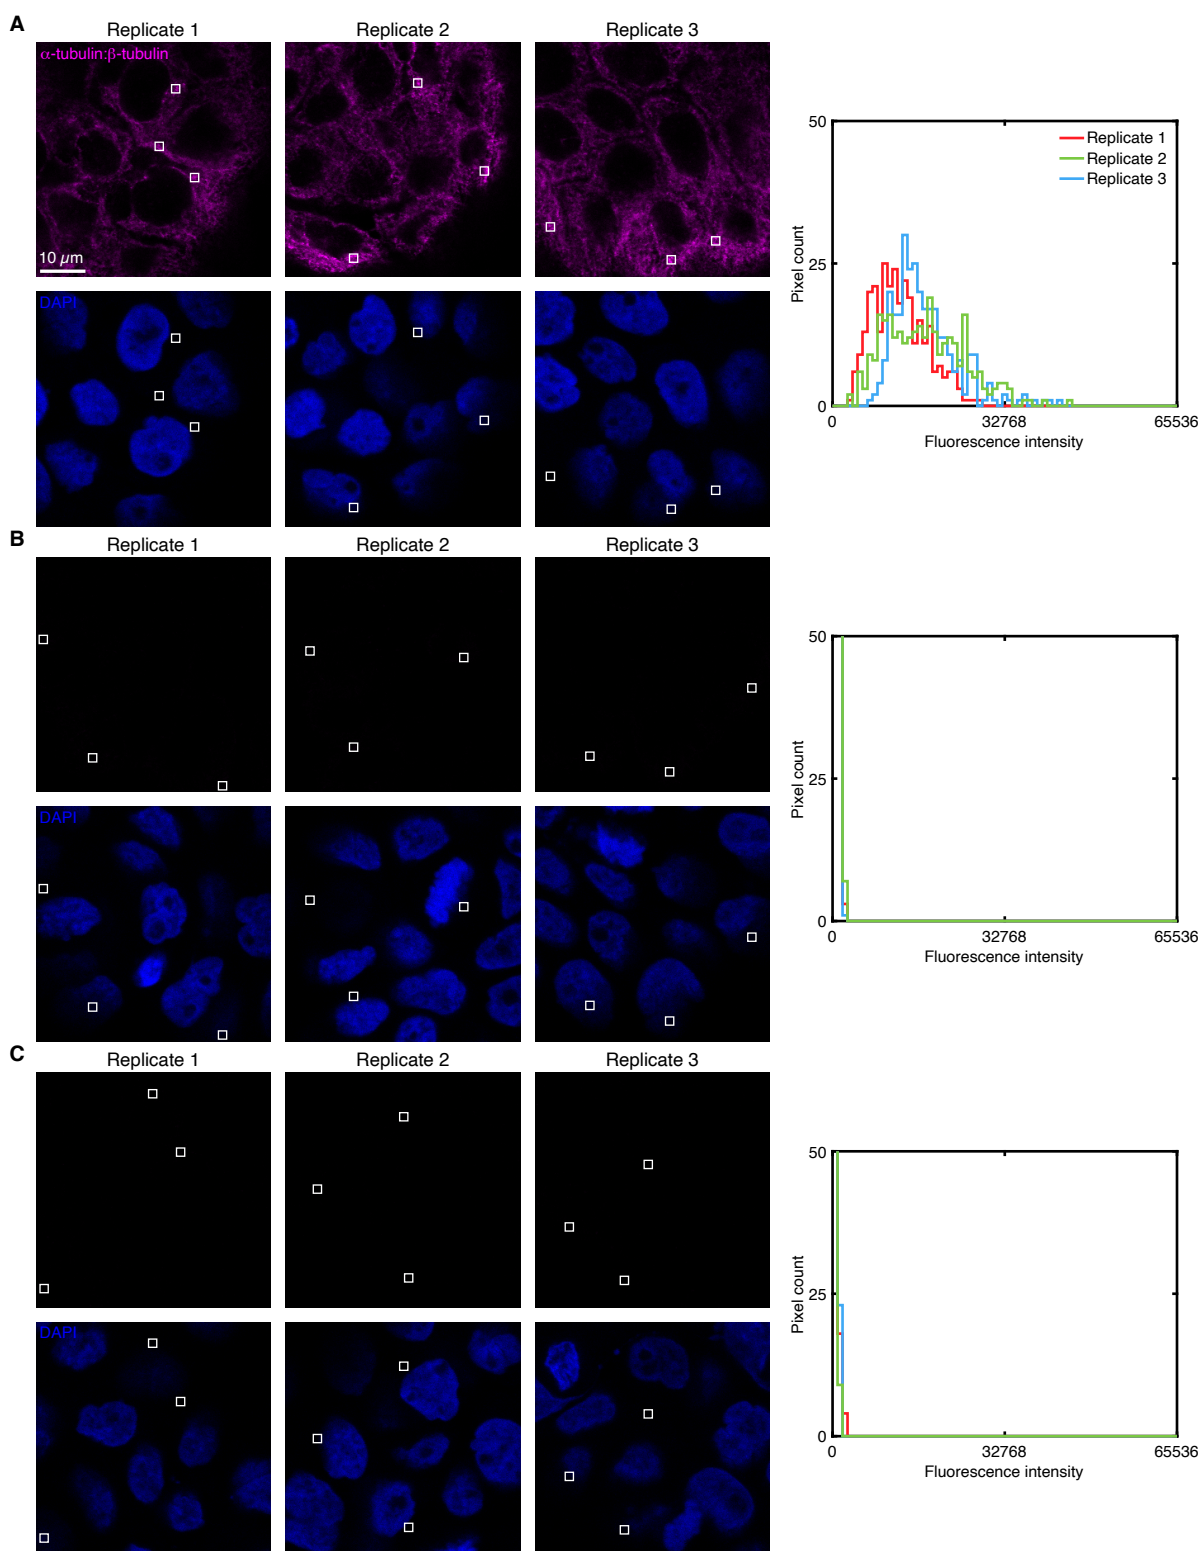 A
Replicate 1
Replicate 2
Replicate 3
α-tubulin:β-tubulin
10 µm
DAPI
50
25
0
Pixel count
Replicate 1
Replicate 2
Replicate 3
0
32768
65536
Fluorescence intensity
B
Replicate 1
Replicate 2
Replicate 3
DAPI
50
25
0
Pixel count
0
32768
65536
Fluorescence intensity
C
Replicate 1
Replicate 2
Replicate 3
DAPI
50
25
0
Pixel count
0
32768
65536
Fluorescence intensity